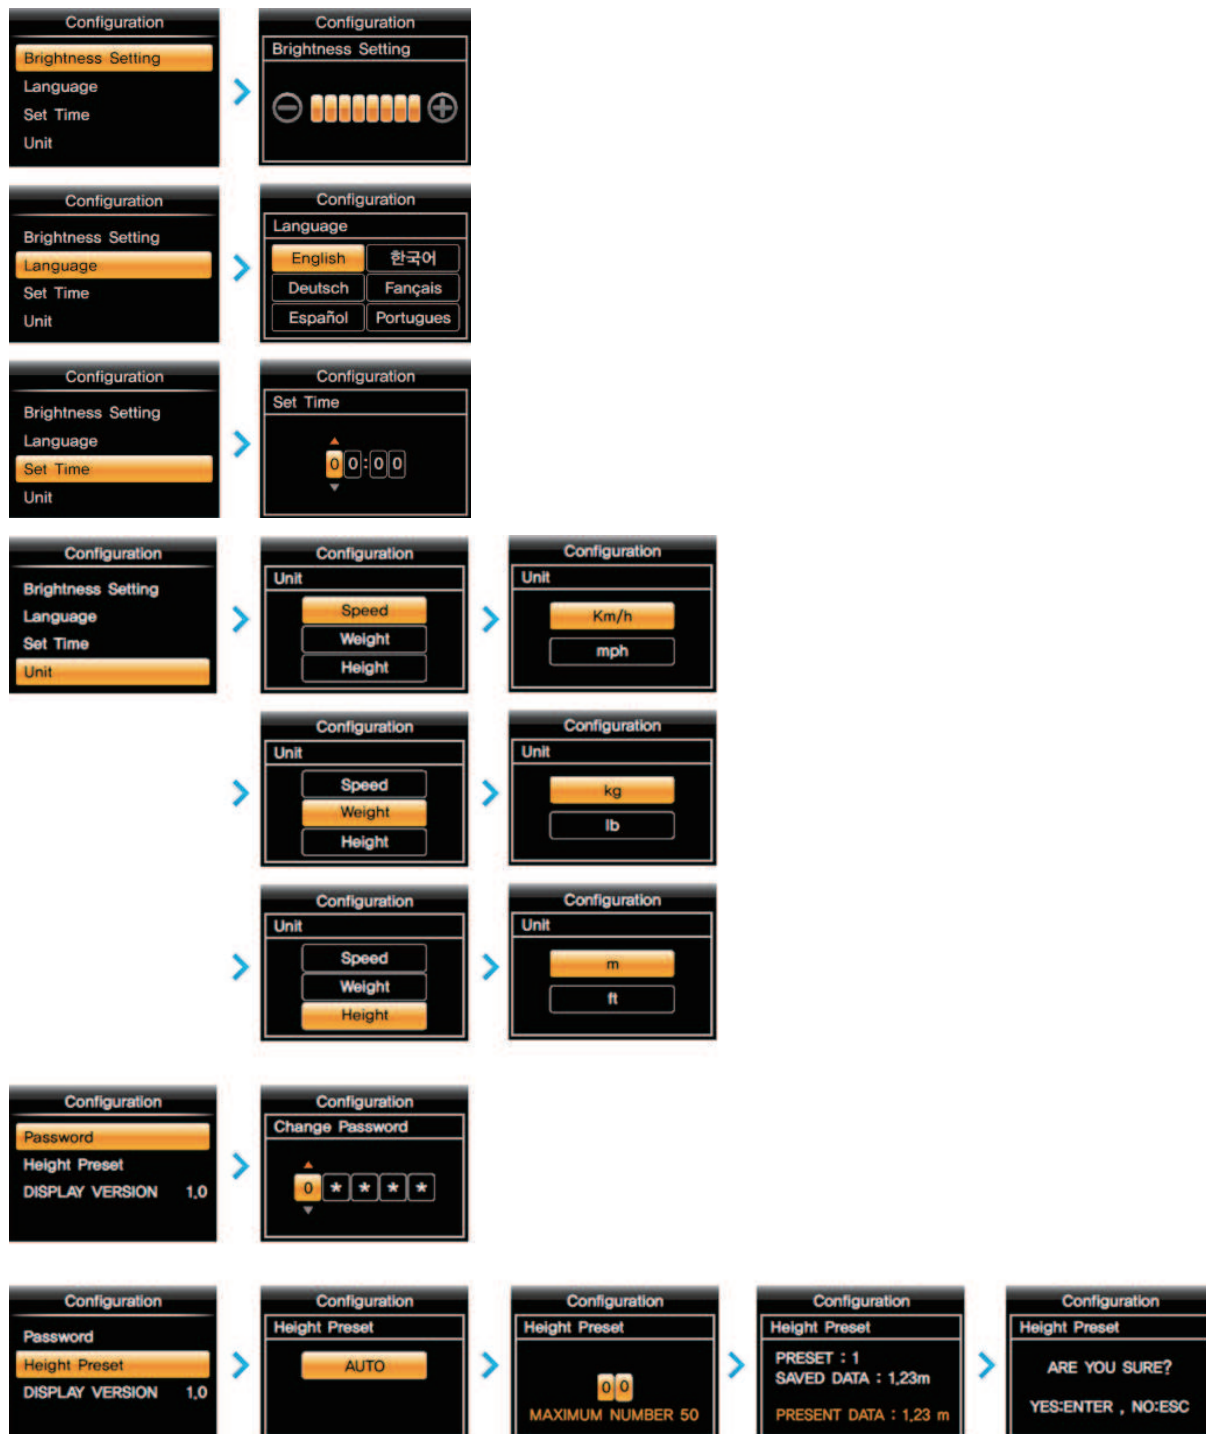 Configuration
Brightness Setting
Language
Set Time
Unit
Configuration
Brightness Setting
Configuration
Brightness Setting
Language
Set Time
Unit
Configuration
Language
English 한국어
Deutsch Fançais
Español Portugues
Configuration
Brightness Setting
Language
Set Time
Unit
Configuration
Set Time
0 0 : 0 0
Configuration
Brightness Setting
Language
Set Time
Unit
Configuration
Unit
Speed
Weight
Height
Configuration
Unit
Km/h
mph
Configuration
Unit
Speed
Weight
Height
Configuration
Unit
kg
lb
Configuration
Unit
Speed
Weight
Height
Configuration
Unit
m
ft
Configuration
Password
Height Preset
DISPLAY VERSION 1.0
Configuration
Change Password
0 * * * *
Configuration
Password
Height Preset
DISPLAY VERSION 1.0
Configuration
Height Preset
AUTO
Configuration
Height Preset
0 0
MAXIMUM NUMBER 50
Configuration
Height Preset
PRESET : 1
SAVED DATA : 1,23m
PRESENT DATA : 1,23 m
Configuration
Height Preset
ARE YOU SURE?
YES:ENTER , NO:ESC